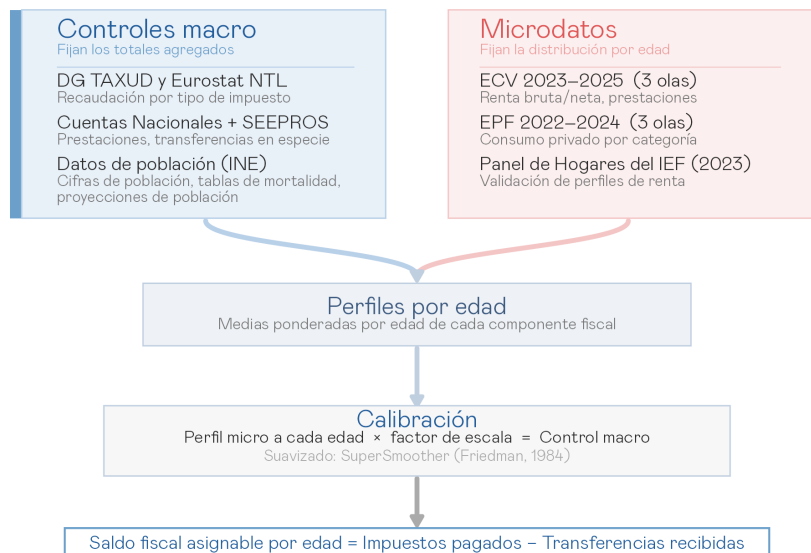 Controles macro
Fijan los totales agregados
DG TAXUD y Eurostat NTL
Recaudación por tipo de impuesto
Cuentas Nacionales + SEEPROS
Prestaciones, transferencias en especie
Datos de población (INE)
Cifras de población, tablas de mortalidad,
proyecciones de población
Microdatos
Fijan la distribución por edad
ECV 2023–2025 (3 olas)
Renta bruta/neta, prestaciones
EPF 2022–2024 (3 olas)
Consumo privado por categoría
Panel de Hogares del IEF (2023)
Validación de perfiles de renta
Perfiles por edad
Medias ponderadas por edad de cada componente fiscal
Calibración
Perfil micro a cada edad × factor de escala = Control macro
Suavizado: SuperSmoother (Friedman, 1984)
Saldo fiscal asignable por edad = Impuestos pagados – Transferencias recibidas